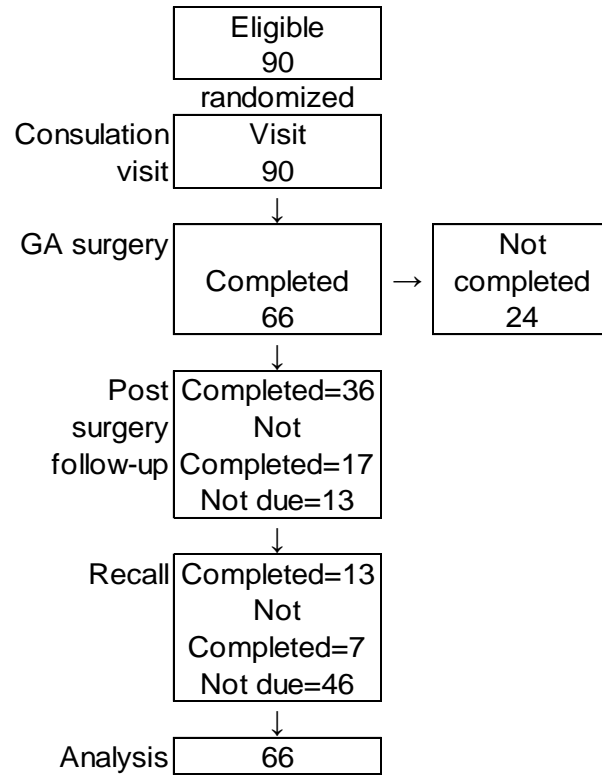 Eligible
90
randomized
Consulation Visit
visit 90
↓
GA surgery Not
Completed → completed
66 24
↓
Post Completed=36
surgery Not
follow-up Completed=17
Not due=13
↓
Recall Completed=13
Not
Completed=7
Not due=46
↓
Analysis 66